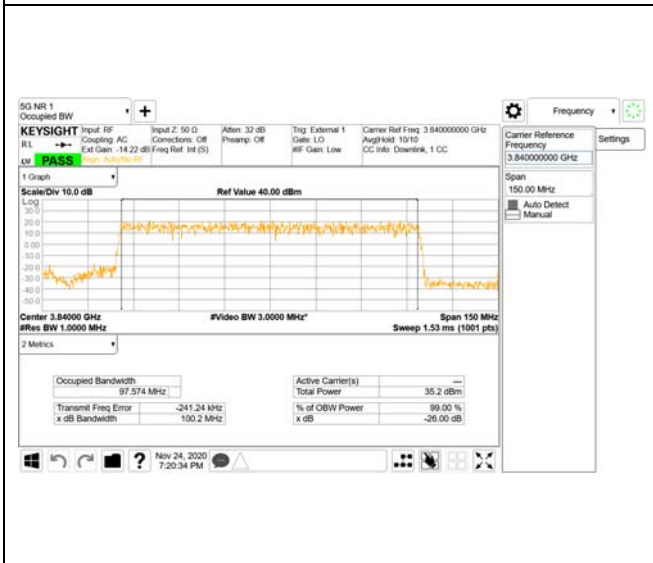 5G NR 1
Occupied BW
+
Frequency
KEYSIGHT Input: RF Input Z: 50 Ω Atten: 32 dB Trig: External 1 Carrier Ref Freq: 3.840000000 GHz
RL Coupling: AC Corrections: Off Preamp: Off Gate: LO Avg|Hold: 10/10
Ext Gain: -14.22 dB Freq Ref: Int (S) #IF Gain: Low CC Info: Downlink, 1 CC
PASS Align: Auto/No RF
Carrier Reference
Frequency
3.840000000 GHz
Settings
Span
150.00 MHz
Auto Detect
Manual
1 Graph
Scale/Div 10.0 dB Ref Value 40.00 dBm
Log
30.0
20.0
10.0
0.00
-10.0
-20.0
-30.0
-40.0
-50.0
Center 3.84000 GHz #Video BW 3.0000 MHz* Span 150 MHz
#Res BW 1.0000 MHz Sweep 1.53 ms (1001 pts)
2 Metrics
Occupied Bandwidth Active Carrier(s) ---
97.574 MHz Total Power 35.2 dBm
Transmit Freq Error -241.24 kHz % of OBW Power 99.00 %
x dB Bandwidth 100.2 MHz x dB -26.00 dB
? Nov 24, 2020
7:20:34 PM